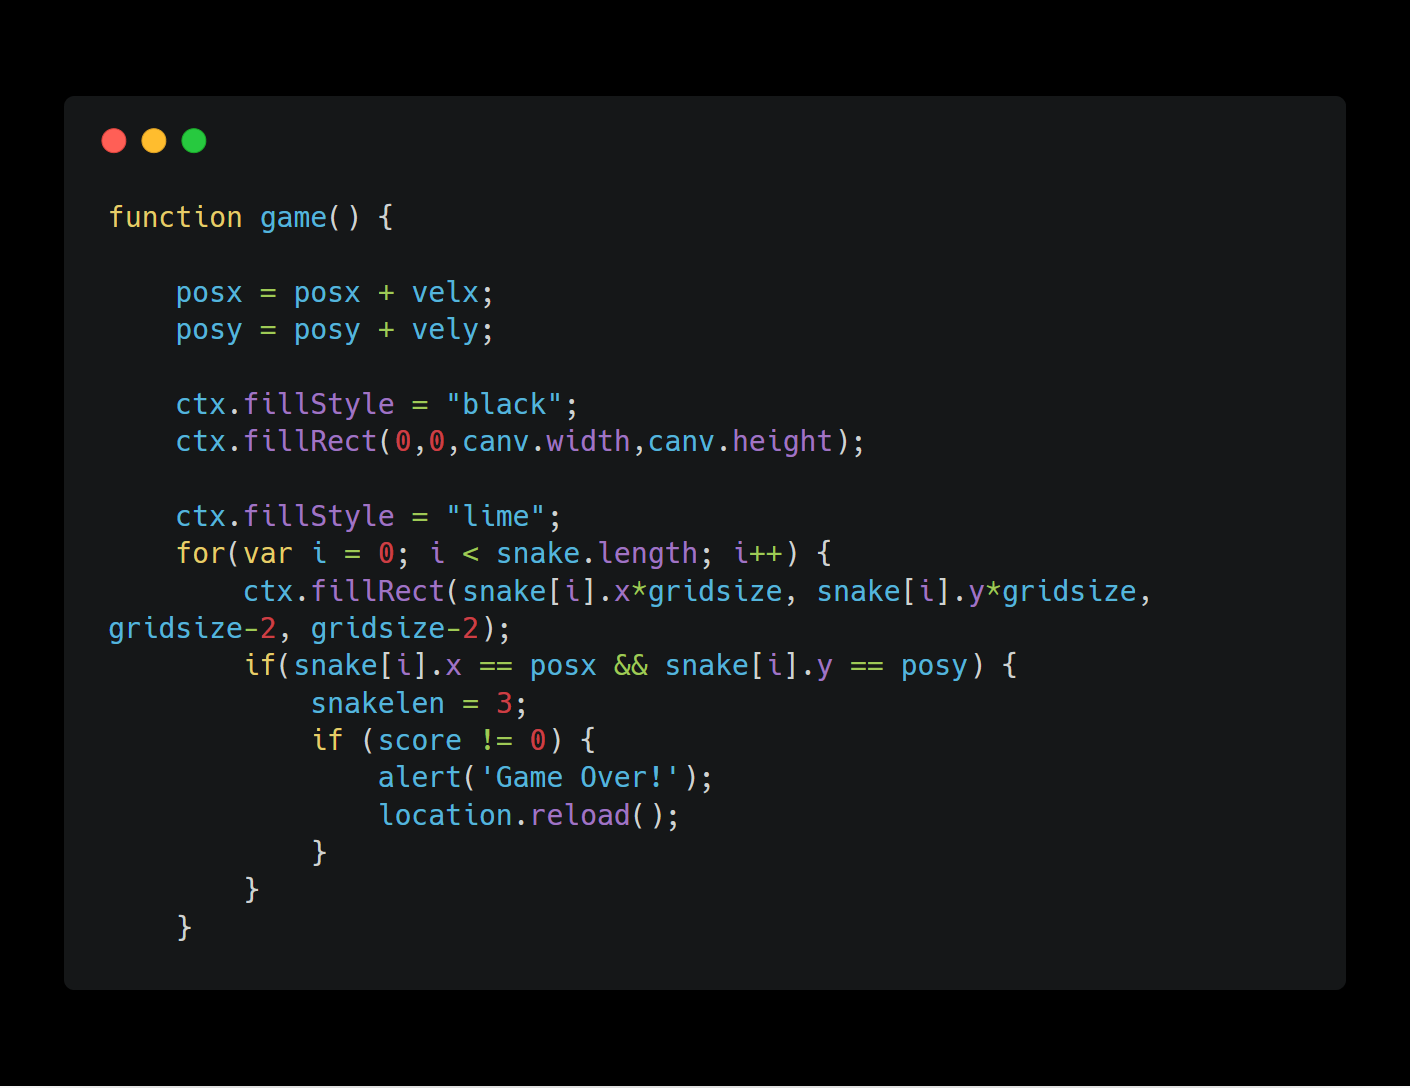 function game() {
posx = posx + velx;
posy = posy + vely;
ctx.fillStyle = "black";
ctx.fillRect(0,0,canv.width,canv.height);
ctx.fillStyle = "lime";
for(var i = 0; i < snake.length; i++) {
ctx.fillRect(snake[i].x*gridsize, snake[i].y*gridsize,
gridsize-2, gridsize-2);
if(snake[i].x == posx && snake[i].y == posy) {
snakelen = 3;
if (score != 0) {
alert('Game Over!');
location.reload();
}
}
}